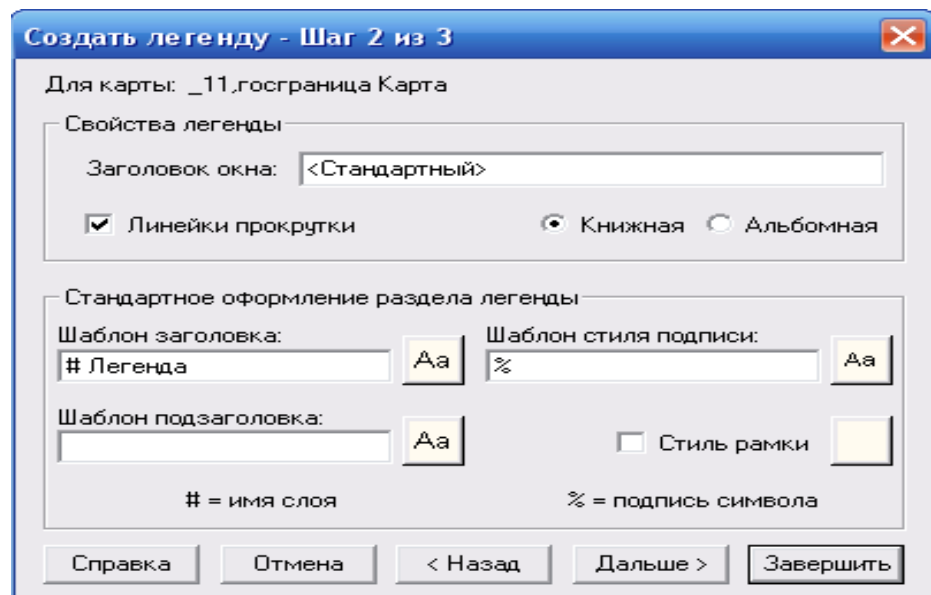 Создать легенду - Шаг 2 из 3
Для карты: _11,госграница Карта
Свойства легенды
Заголовок окна: <Стандартный>
Линейки прокрутки Книжная Альбомная
Стандартное оформление раздела легенды
Шаблон заголовка: Шаблон стиля подписи:
# Легенда Aa % Aa
Шаблон подзаголовка:
Aa Стиль рамки
# = имя слоя % = подпись символа
Справка Отмена < Назад Дальше > Завершить